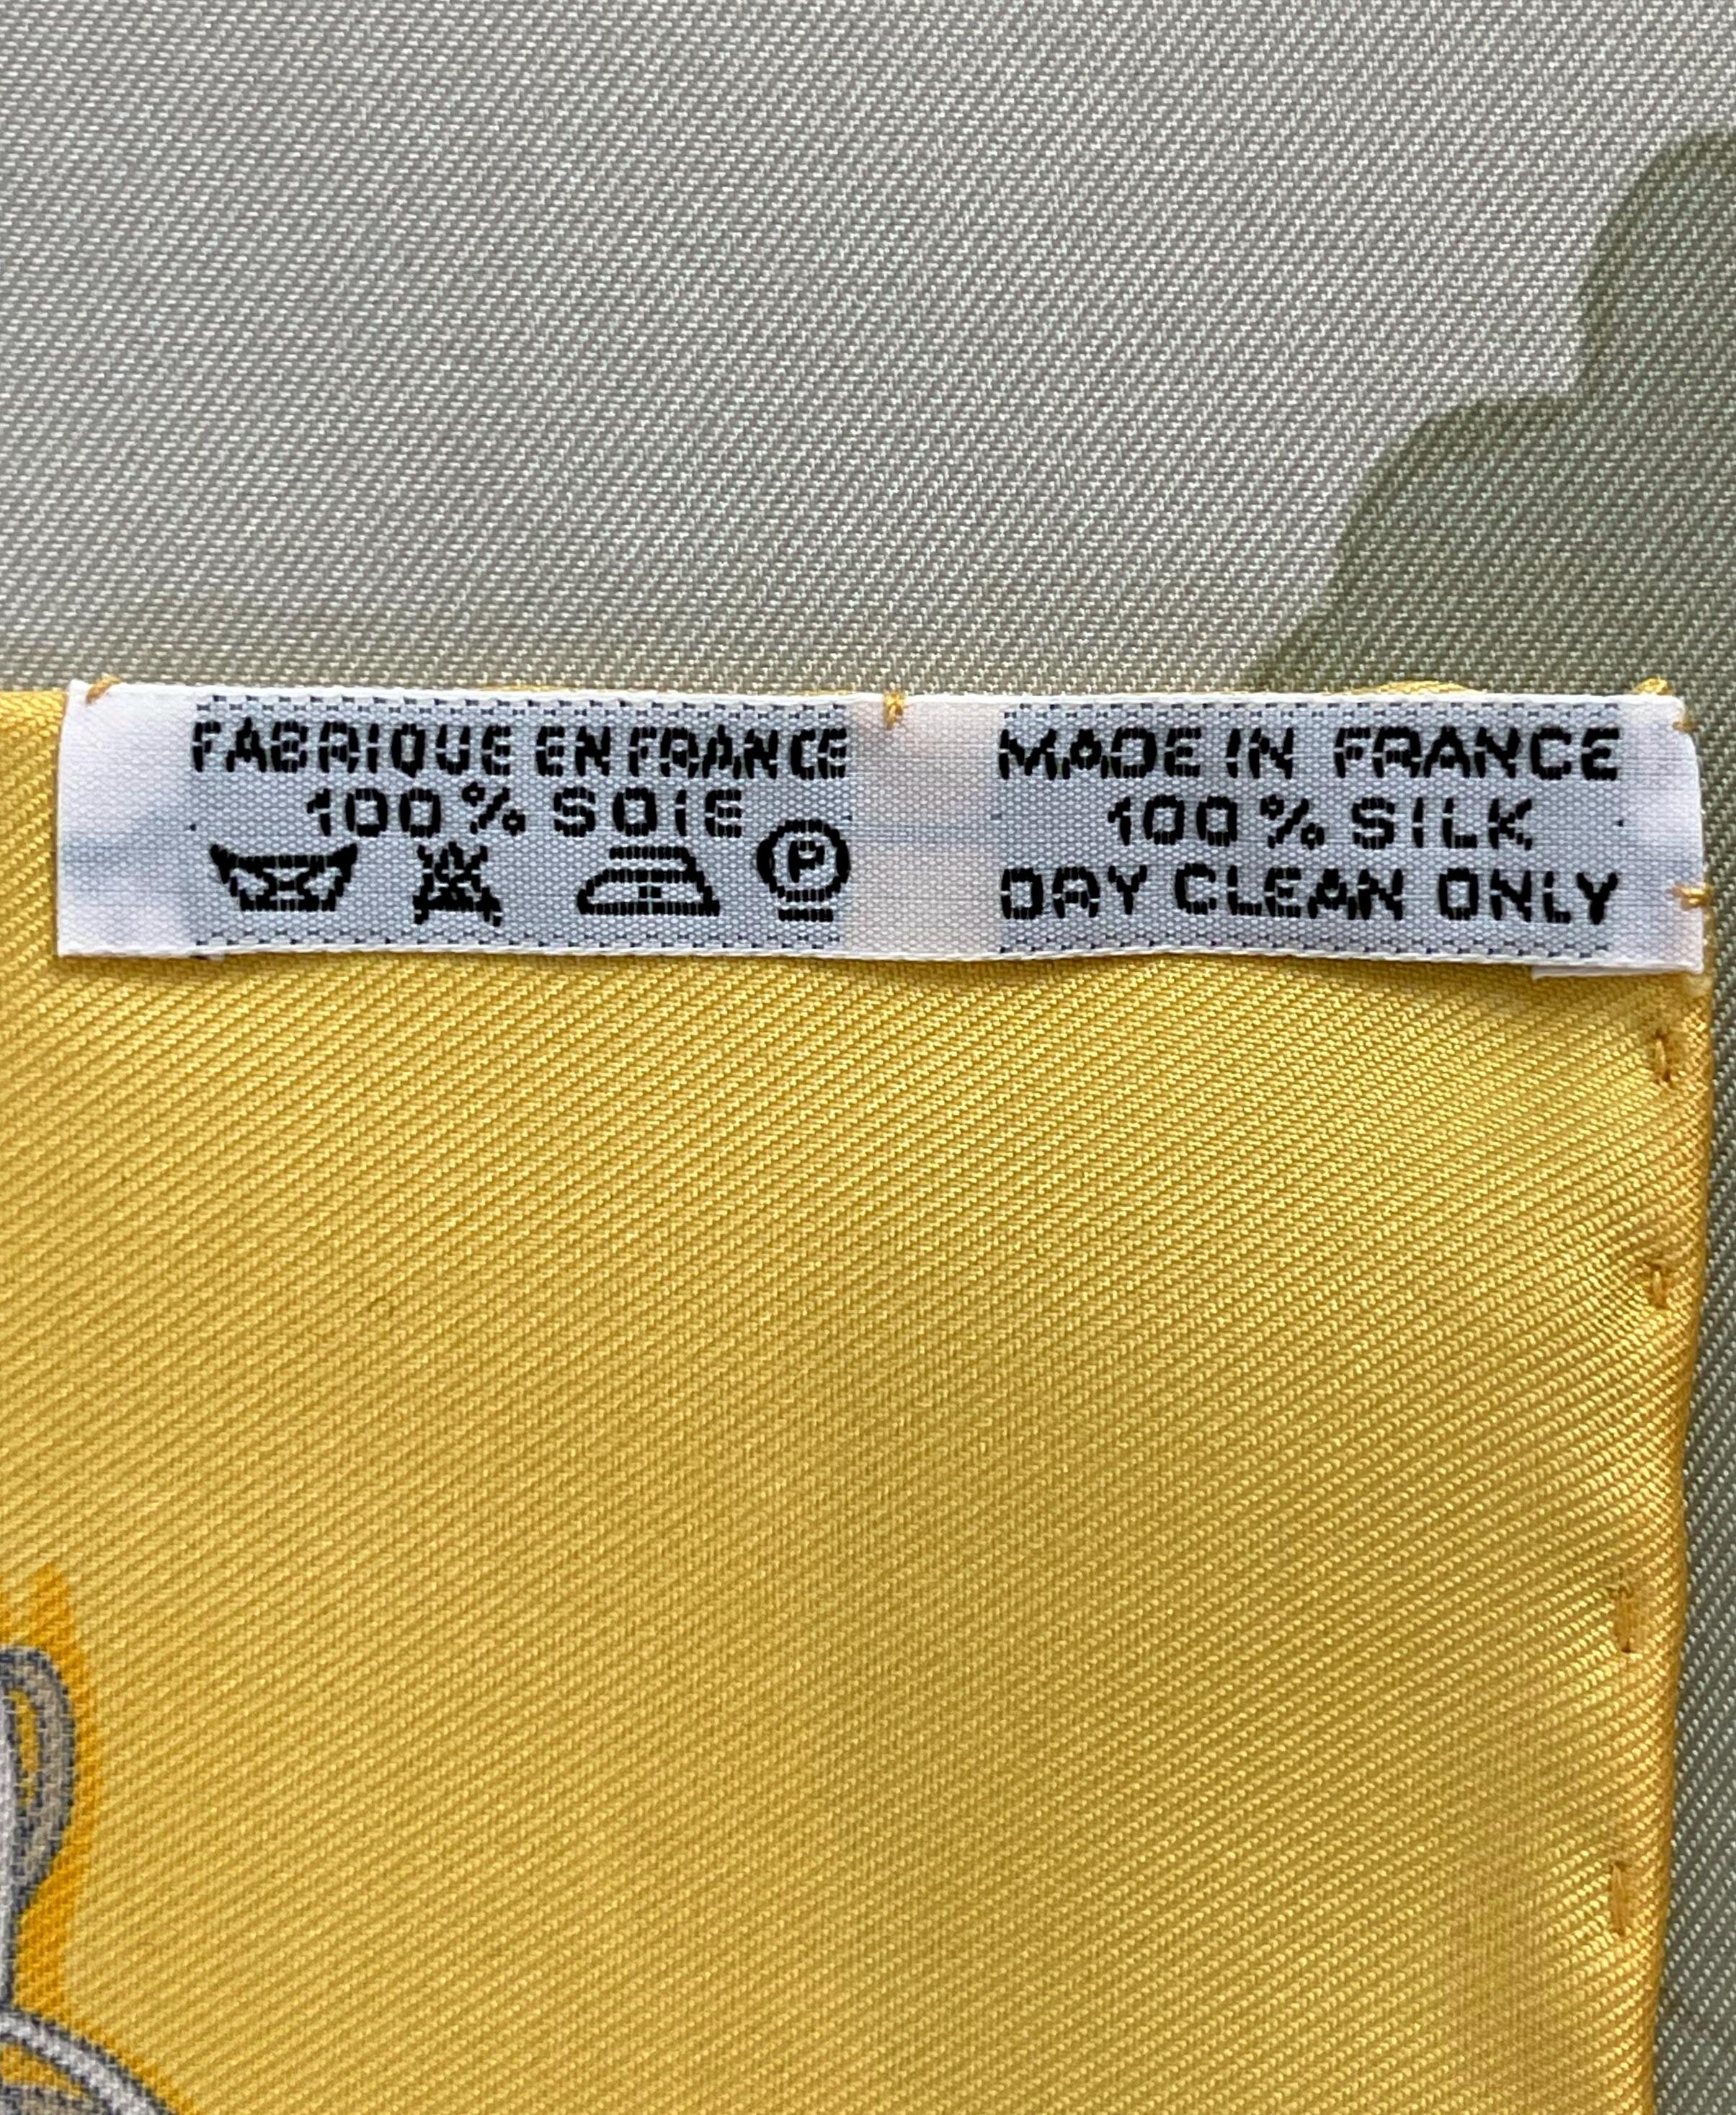 FABRIQUE EN FRANCE
100% SOIE
P
MADE IN FRANCE
100% SILK
DRY CLEAN ONLY